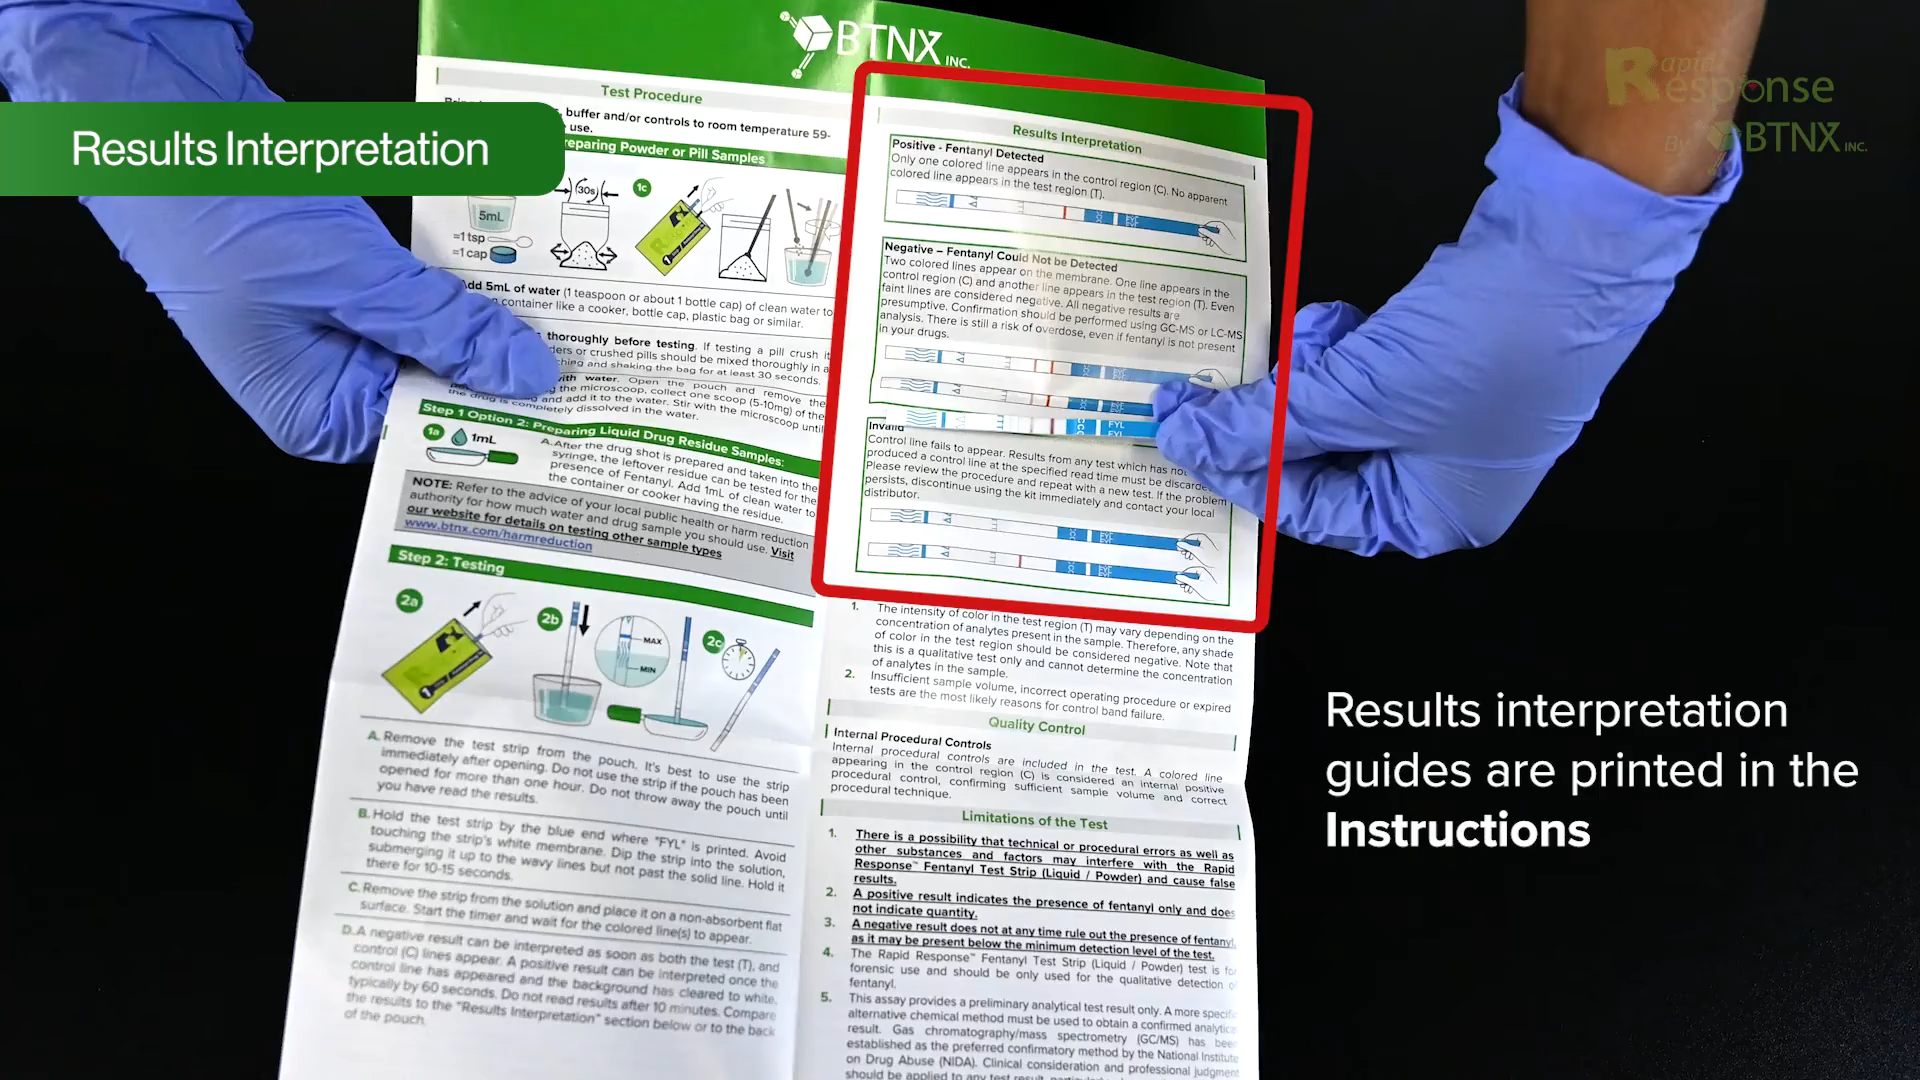 BTNX INC.
Rapid
Response
By BTNX INC.
Results Interpretation
Test Procedure
buffer and/or controls to room temperature 59-
use.
reparing Powder or Pill Samples
(30s)
1c
5mL
=1 tsp
=1 cap
Add 5mL of water (1 teaspoon or about 1 bottle cap) of clean water to
container like a cooker, bottle cap, plastic bag or similar.
thoroughly before testing. If testing a pill crush it
ders or crushed pills should be mixed thoroughly in a
ching and shaking the bag for at least 30 seconds.
with water. Open the pouch and remove the
the microscoop, collect one scoop (5-10mg) of the
the drug is and add it to the water. Stir with the microscoop until
completely dissolved in the water.
Step 1 Option 2: Preparing Liquid Drug Residue Samples:
1a
1mL
A. After the drug shot is prepared and taken into the
syringe, the leftover residue can be tested for the
presence of Fentanyl. Add 1mL of clean water to
the container or cooker having the residue.
NOTE: Refer to the advice of your local public health or harm reduction
authority for how much water and drug sample you should use. Visit
our website for details on testing other sample types
www.btnx.com/harmreduction
Step 2: Testing
2a
2b
MAX
MIN
2c
A. Remove the test strip from the pouch. It's best to use the strip
immediately after opening. Do not use the strip if the pouch has been
opened for more than one hour. Do not throw away the pouch until
you have read the results.
B. Hold the test strip by the blue end where "FYL" is printed. Avoid
touching the strip's white membrane. Dip the strip into the solution,
submerging it up to the wavy lines but not past the solid line. Hold it
there for 10-15 seconds.
C. Remove the strip from the solution and place it on a non-absorbent flat
surface. Start the timer and wait for the colored line(s) to appear.
D. A negative result can be interpreted as soon as both the test (T), and
control (C) lines appear. A positive result can be interpreted once the
control line has appeared and the background has cleared to white,
typically by 60 seconds. Do not read results after 10 minutes. Compare
the results to the "Results Interpretation" section below or to the back
of the pouch.
Results Interpretation
Positive - Fentanyl Detected
Only one colored line appears in the control region (C). No apparent
colored line appears in the test region (T).
Negative – Fentanyl Could Not be Detected
Two colored lines appear on the membrane. One line appears in the
control region (C) and another line appears in the test region (T). Even
faint lines are considered negative. All negative results are
presumptive. Confirmation should be performed using GC-MS or LC-MS
analysis. There is still a risk of overdose, even if fentanyl is not present
in your drugs.
FYL
Invalid
Control line fails to appear. Results from any test which has not
produced a control line at the specified read time must be discarded.
Please review the procedure and repeat with a new test. If the problem
persists, discontinue using the kit immediately and contact your local
distributor.
1. The intensity of color in the test region (T) may vary depending on the
concentration of analytes present in the sample. Therefore, any shade
of color in the test region should be considered negative. Note that
this is a qualitative test only and cannot determine the concentration
of analytes in the sample.
2. Insufficient sample volume, incorrect operating procedure or expired
tests are the most likely reasons for control band failure.
Quality Control
Internal Procedural Controls
Internal procedural controls are included in the test. A colored line
appearing in the control region (C) is considered an internal positive
procedural control, confirming sufficient sample volume and correct
procedural technique.
Limitations of the Test
1. There is a possibility that technical or procedural errors as well as
other substances and factors may interfere with the Rapid
Response™ Fentanyl Test Strip (Liquid / Powder) and cause false
results.
2. A positive result indicates the presence of fentanyl only and does
not indicate quantity.
3. A negative result does not at any time rule out the presence of fentanyl,
as it may be present below the minimum detection level of the test.
4. The Rapid Response™ Fentanyl Test Strip (Liquid / Powder) test is for
forensic use and should be only used for the qualitative detection of
fentanyl.
5. This assay provides a preliminary analytical test result only. A more specific
alternative chemical method must be used to obtain a confirmed analytical
result. Gas chromatography/mass spectrometry (GC/MS) has been
established as the preferred confirmatory method by the National Institute
on Drug Abuse (NIDA). Clinical consideration and professional judgment
should be applied to any test result,
Results interpretation
guides are printed in the
Instructions